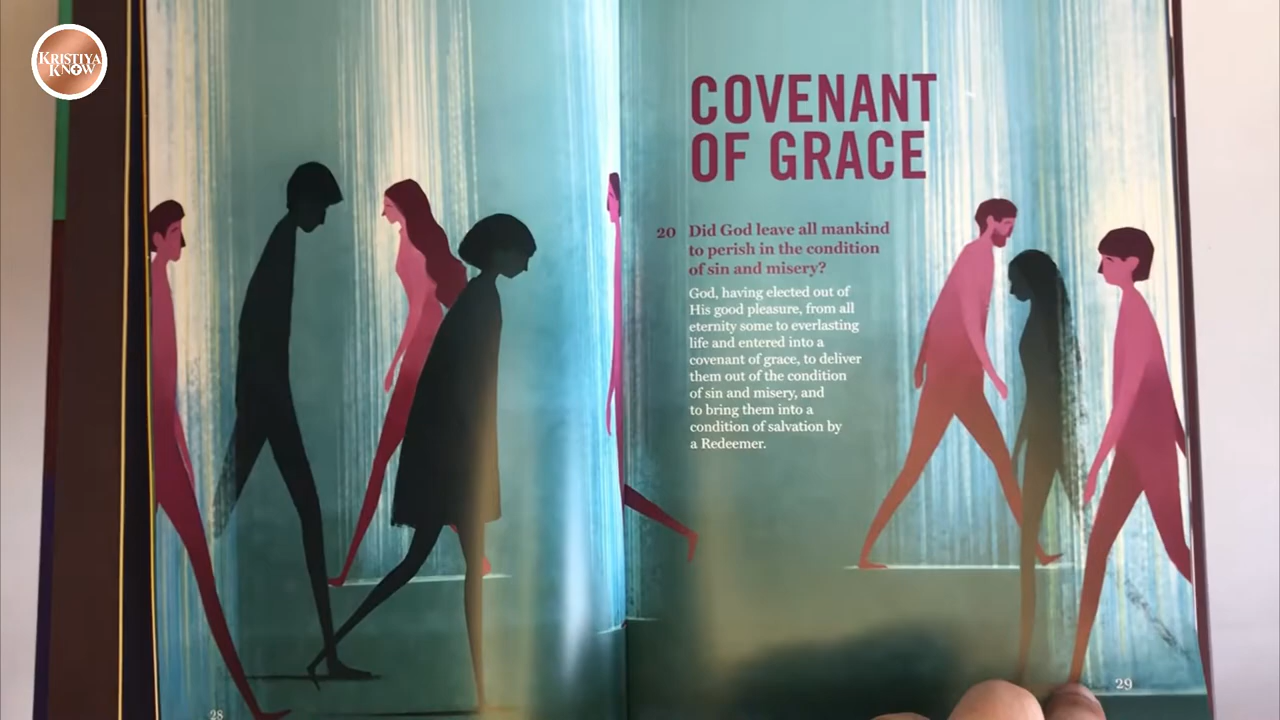 KRISTIYA
KNOW
COVENANT
OF GRACE
20 Did God leave all mankind
to perish in the condition
of sin and misery?
God, having elected out of
His good pleasure, from all
eternity some to everlasting
life and entered into a
covenant of grace, to deliver
them out of the condition
of sin and misery, and
to bring them into a
condition of salvation by
a Redeemer.
28
29